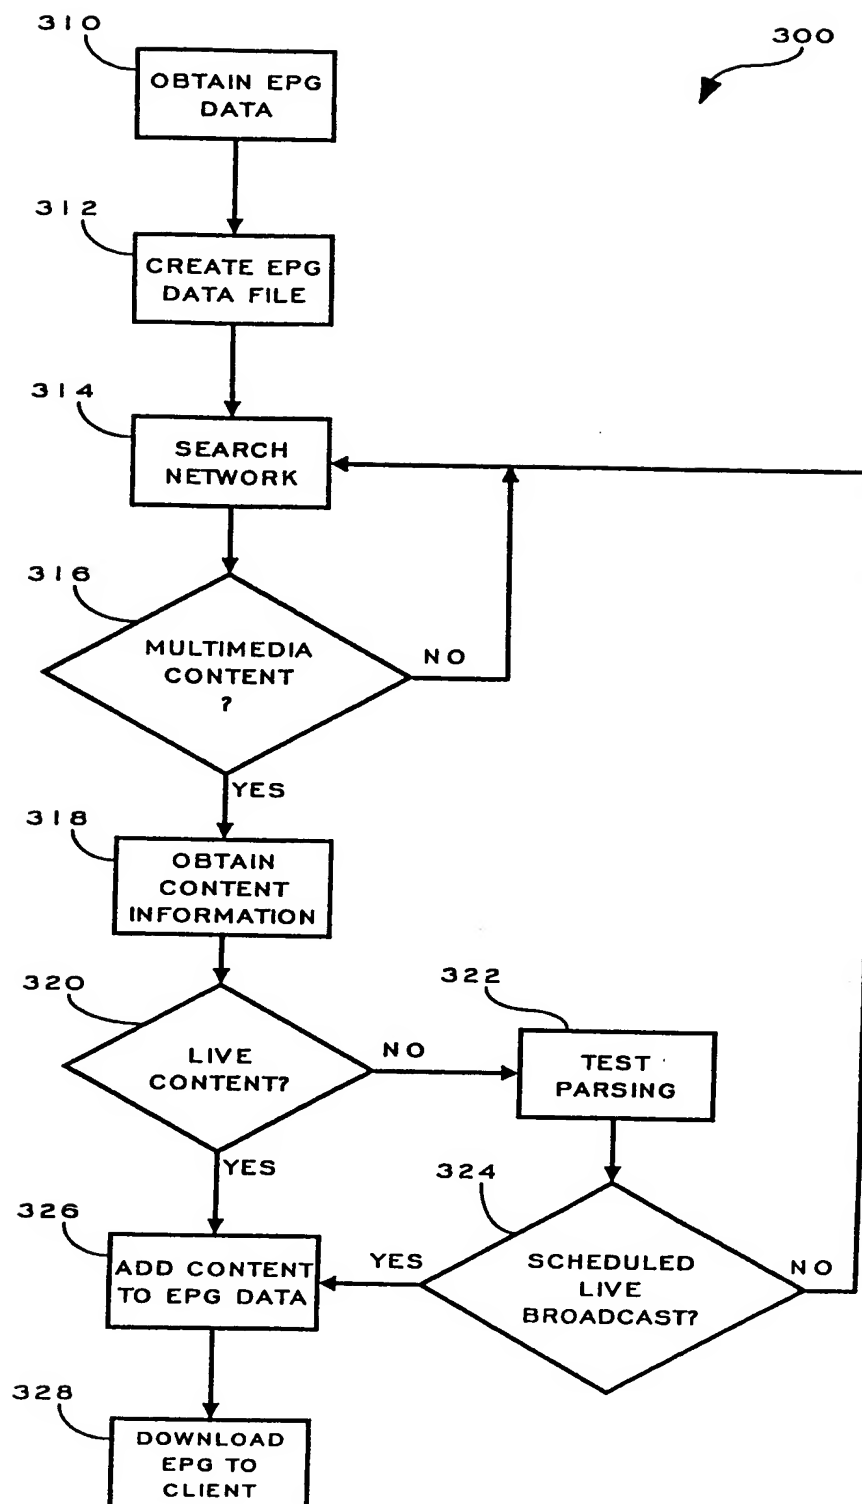 310
300
OBTAIN EPG
DATA
312
CREATE EPG
DATA FILE
314
SEARCH
NETWORK
316
MULTIMEDIA
CONTENT
?
NO
YES
318
OBTAIN
CONTENT
INFORMATION
320
LIVE
CONTENT?
NO
322
TEST
PARSING
YES
324
SCHEDULED
LIVE
BROADCAST?
YES
NO
326
ADD CONTENT
TO EPG DATA
328
DOWNLOAD
EPG TO
CLIENT